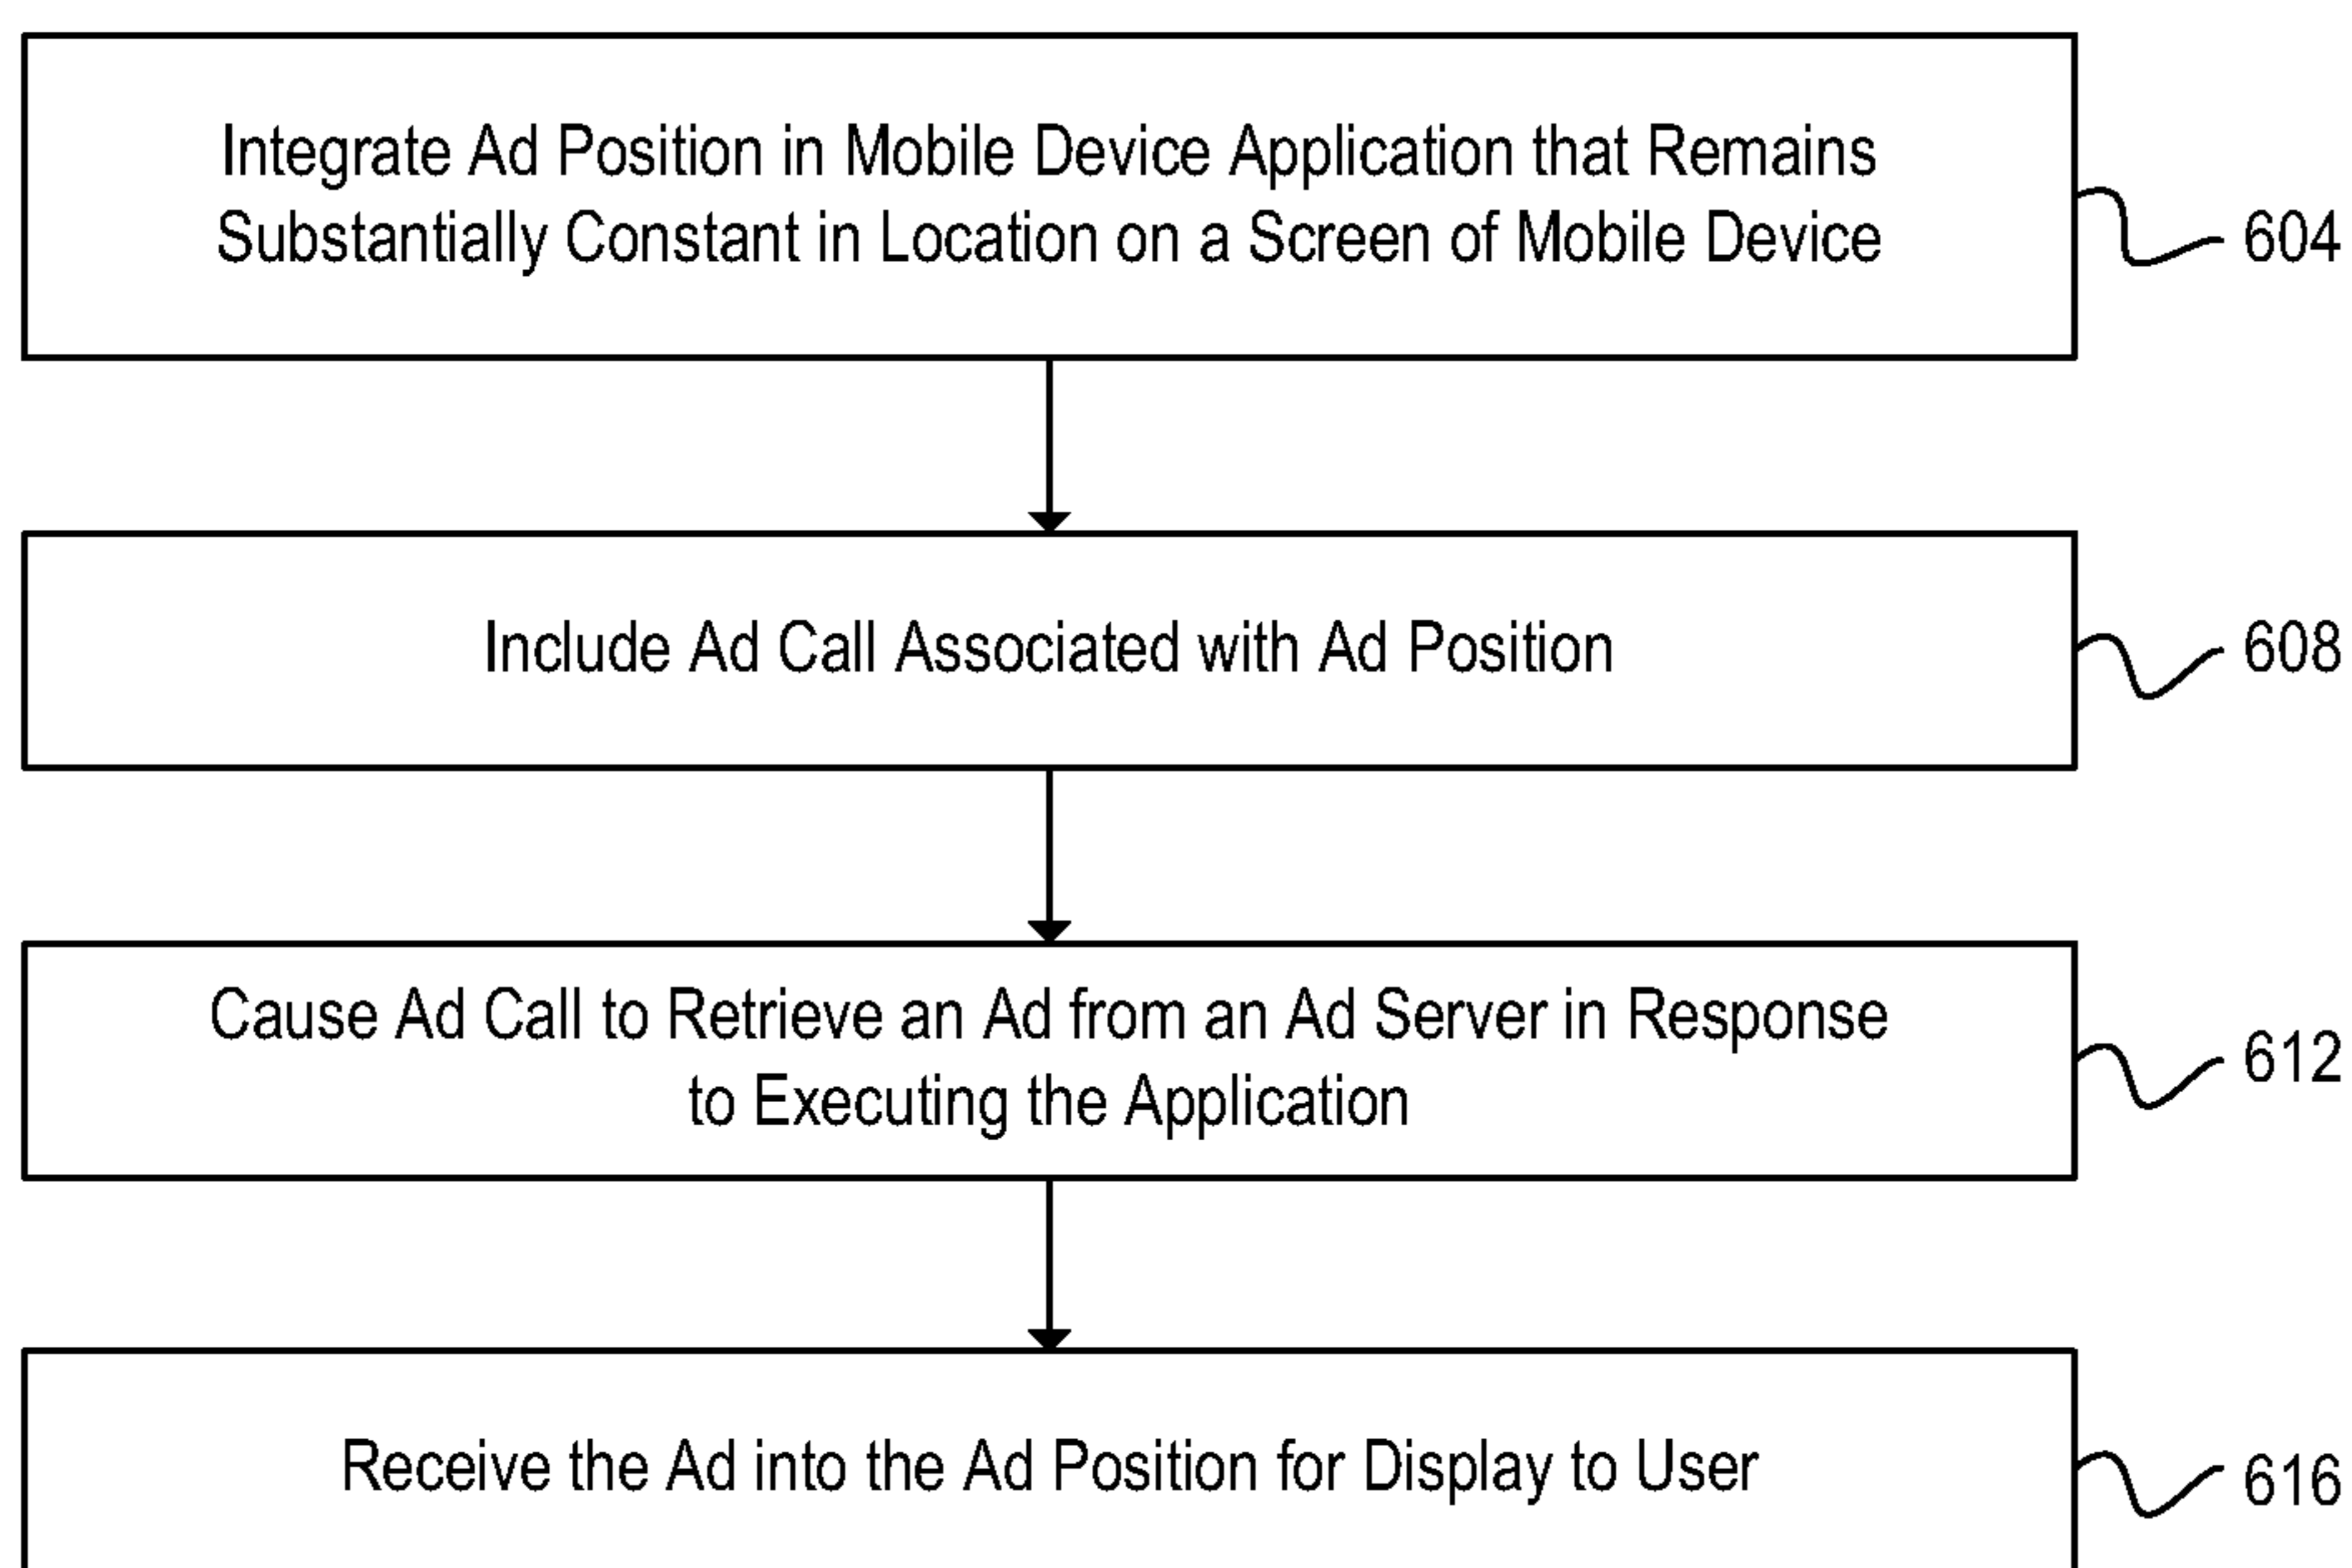 Integrate Ad Position in Mobile Device Application that Remains
Substantially Constant in Location on a Screen of Mobile Device
604
Include Ad Call Associated with Ad Position
608
Cause Ad Call to Retrieve an Ad from an Ad Server in Response
to Executing the Application
612
Receive the Ad into the Ad Position for Display to User
616